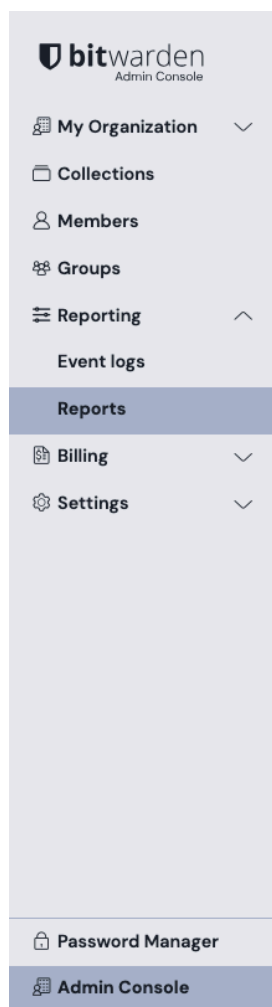 bitwarden
Admin Console
My Organization
Collections
Members
Groups
Reporting
Event logs
Reports
Billing
Settings
Password Manager
Admin Console